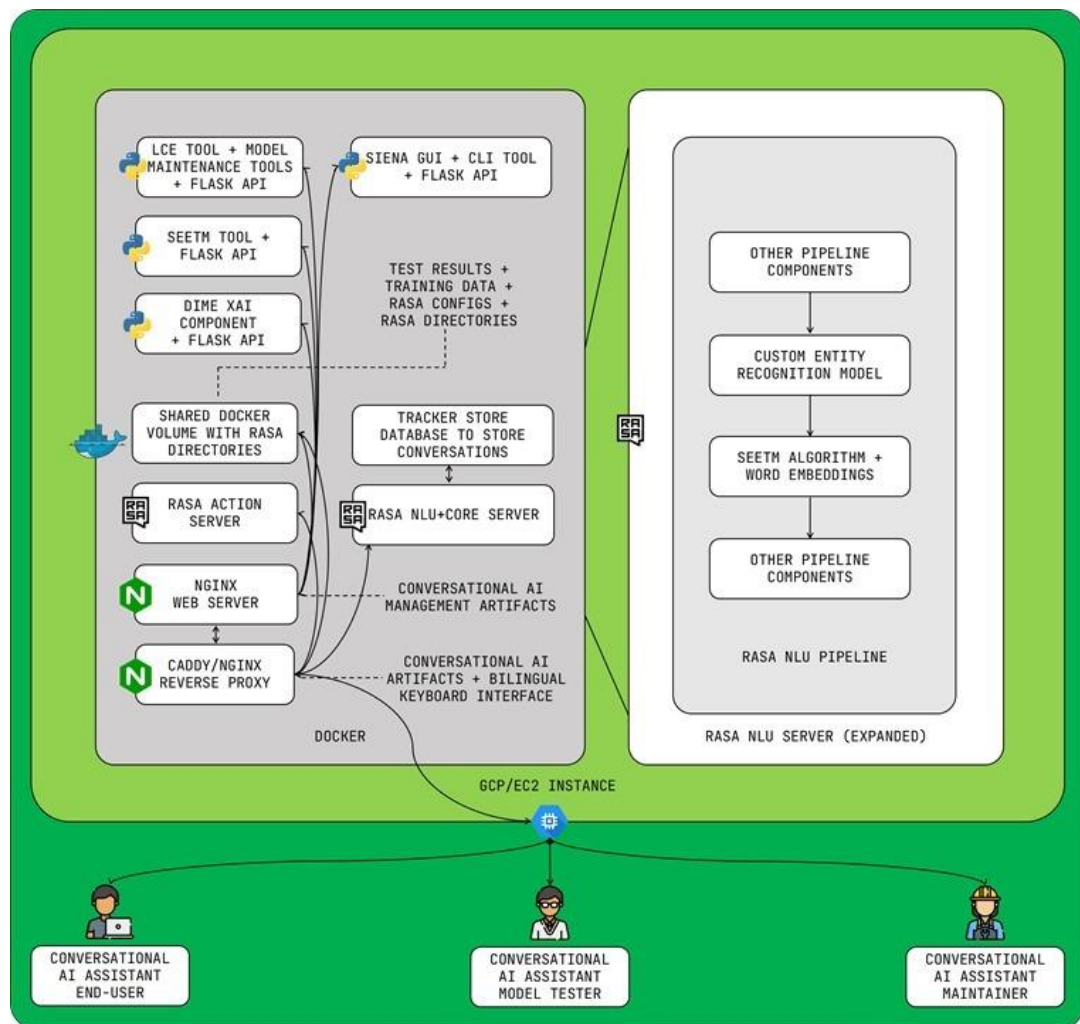 LCE TOOL + MODEL
MAINTENANCE TOOLS
+ FLASK API
SIENA GUI + CLI TOOL
+ FLASK API
SEETM TOOL +
FLASK API
TEST RESULTS +
TRAINING DATA +
RASA CONFIGS +
RASA DIRECTORIES
DIME XAI
COMPONENT
+ FLASK API
SHARED DOCKER
VOLUME WITH RASA
DIRECTORIES
TRACKER STORE
DATABASE TO STORE
CONVERSATIONS
RASA
RASA ACTION
SERVER
RASA
RASA NLU+CORE SERVER
N
NGINX
WEB SERVER
CONVERSATIONAL AI
MANAGEMENT ARTIFACTS
N
CADDY/NGINX
REVERSE PROXY
CONVERSATIONAL AI
ARTIFACTS + BILINGUAL
KEYBOARD INTERFACE
DOCKER
RASA
OTHER PIPELINE
COMPONENTS
CUSTOM ENTITY
RECOGNITION MODEL
SEETM ALGORITHM +
WORD EMBEDDINGS
OTHER PIPELINE
COMPONENTS
RASA NLU PIPELINE
RASA NLU SERVER (EXPANDED)
GCP/EC2 INSTANCE
CONVERSATIONAL
AI ASSISTANT
END-USER
CONVERSATIONAL
AI ASSISTANT
MODEL TESTER
CONVERSATIONAL
AI ASSISTANT
MAINTAINER